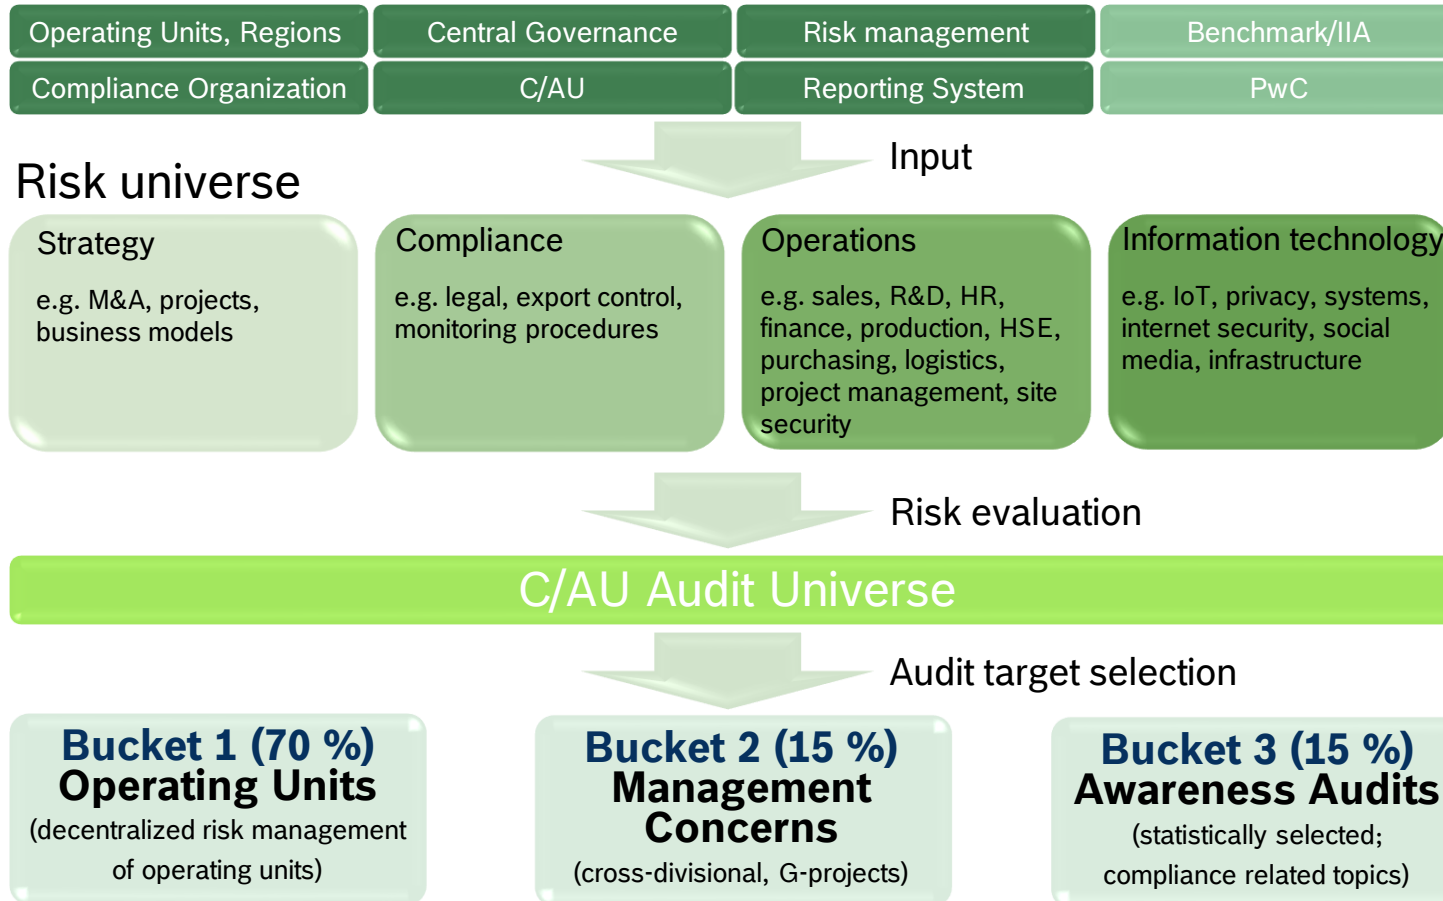 Operating Units, Regions
Central Governance
Risk management
Benchmark/IIA
Compliance Organization
C/AU
Reporting System
PwC
Input
Risk universe
Strategy
e.g. M&A, projects,
business models
Compliance
e.g. legal, export control,
monitoring procedures
Operations
e.g. sales, R&D, HR,
finance, production, HSE,
purchasing, logistics,
project management, site
security
Information technology
e.g. IoT, privacy, systems,
internet security, social
media, infrastructure
Risk evaluation
C/AU Audit Universe
Audit target selection
Bucket 1 (70 %)
Operating Units
(decentralized risk management
of operating units)
Bucket 2 (15 %)
Management
Concerns
(cross-divisional, G-projects)
Bucket 3 (15 %)
Awareness Audits
(statistically selected;
compliance related topics)